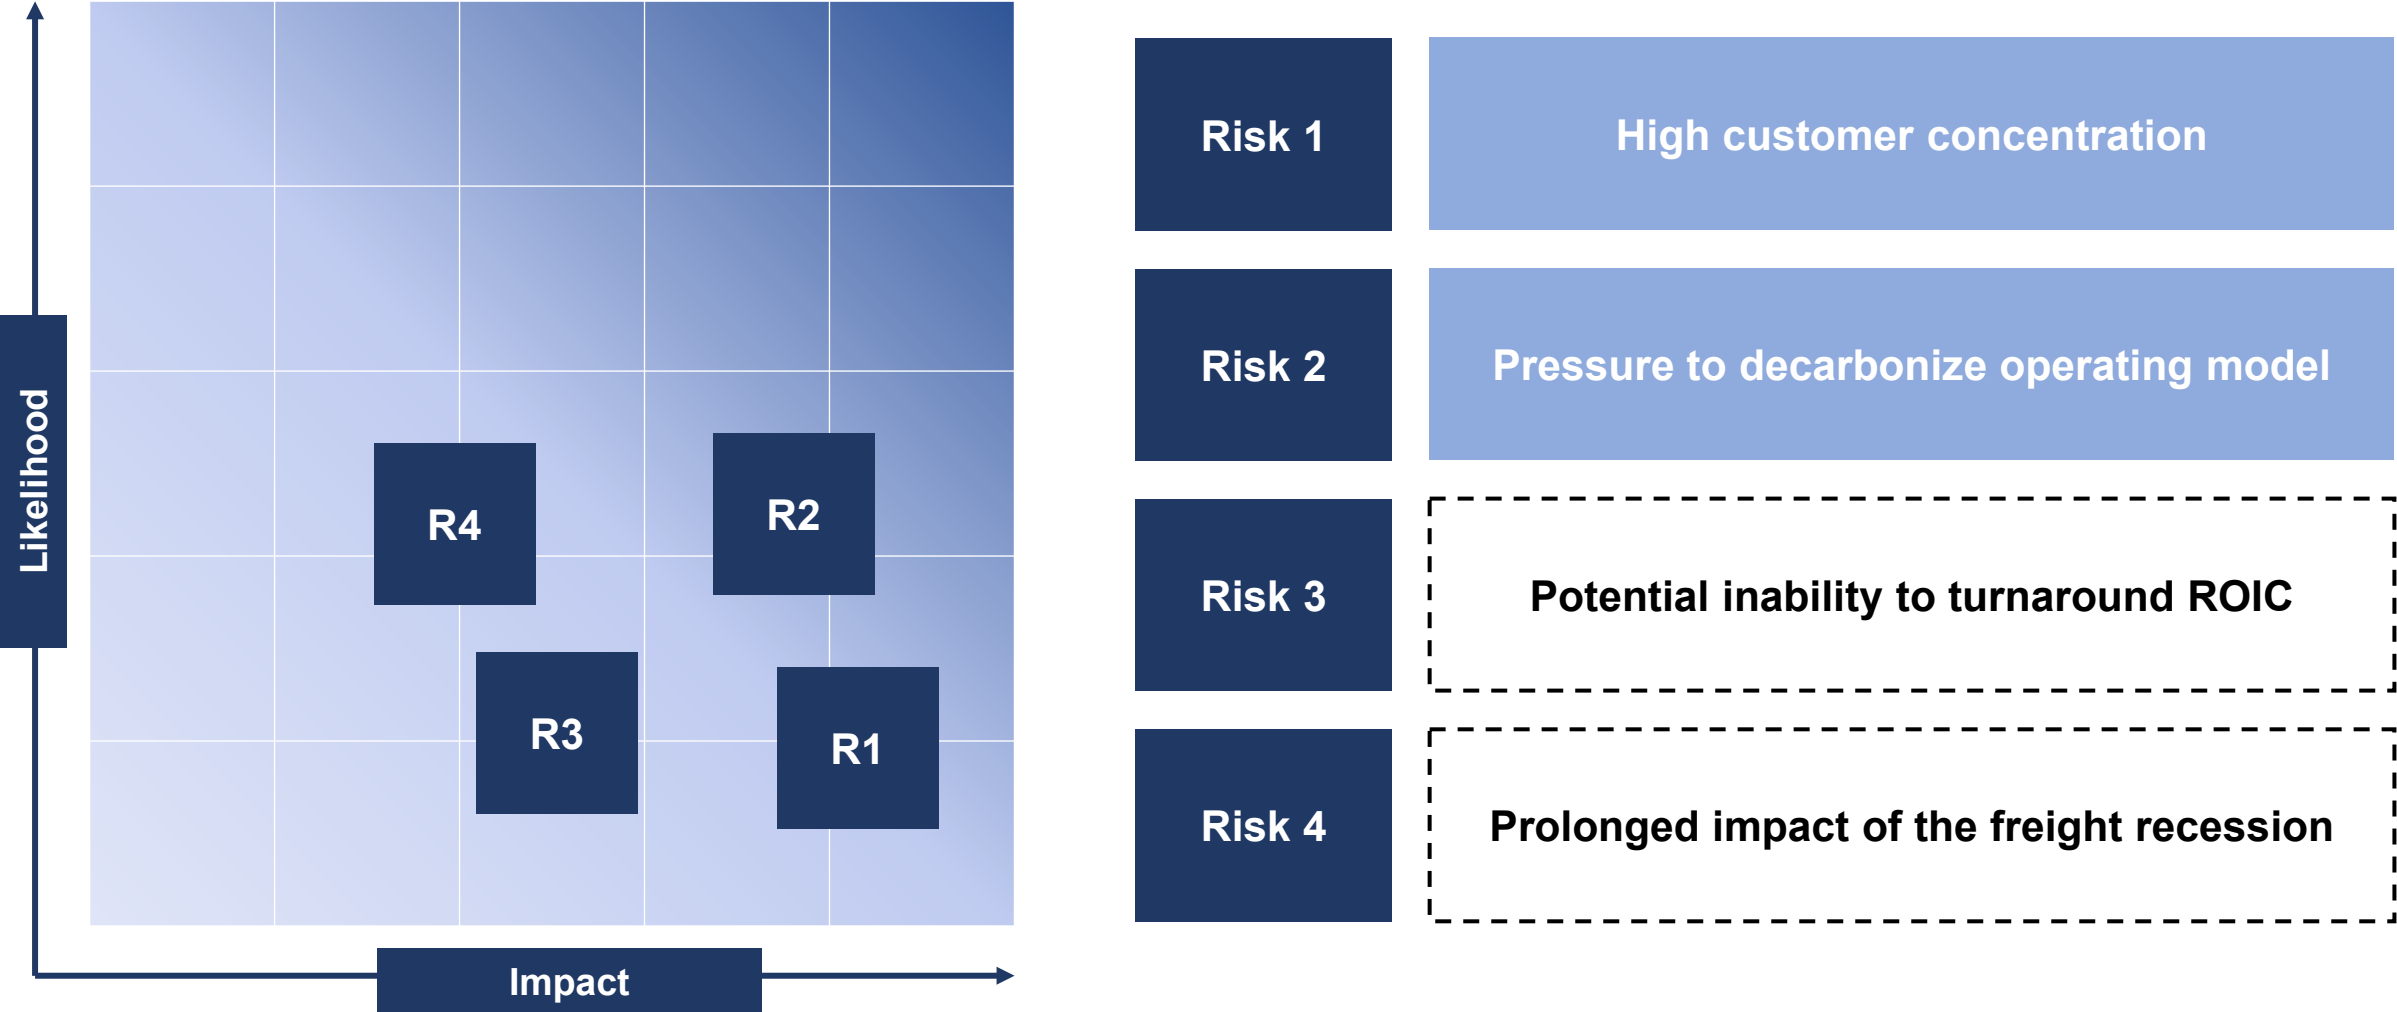 Likelihood
R4
R2
R3
R1
Impact
Risk 1
High customer concentration
Risk 2
Pressure to decarbonize operating model
Risk 3
Potential inability to turnaround ROIC
Risk 4
Prolonged impact of the freight recession